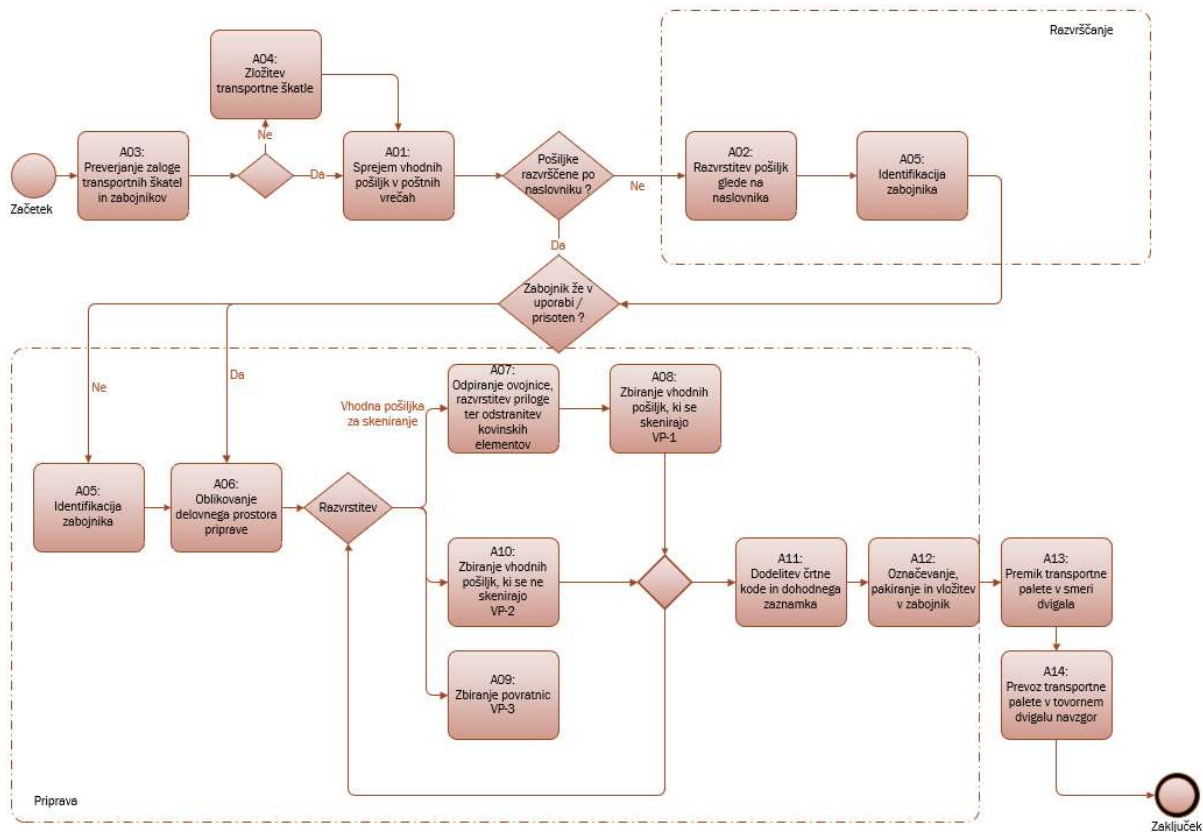 Razvrščanje
A04:
Zložitev
transportne škatle
Ne
A03:
Preverjanje zaloge
transportnih škatel
in zabojnikov
Začetek
Da
A01:
Sprejem vhodnih
pošiljk v poštnih
vrečah
Pošiljke
razvrščene po
naslovniku ?
Ne
Da
A02:
Razvrstitev pošiljk
glede na
naslovnika
A05:
Identifikacija
zabojnika
Zabojnik že v
uporabi /
prisoten ?
Ne
Da
Vhodna pošiljka
za skeniranje
A07:
Odpiranje ovojnice,
razvrstitev priloge
ter odstranitev
kovinskih
elementov
A08:
Zbiranje vhodnih
pošiljk, ki se
skenirajo
VP-1
A05:
Identifikacija
zabojnika
A06:
Oblikovanje
delovnega prostora
priprave
Razvrstitev
A10:
Zbiranje vhodnih
pošiljk, ki se ne
skenirajo
VP-2
A11:
Dodelitev črtne
kode in dohodnega
zaznamka
A12:
Označevanje,
pakiranje in vložitev
v zabojnik
A13:
Premik transportne
palete v smeri
dvigala
A09:
Zbiranje povratnic
VP-3
A14:
Prevoz transportne
palete v tovornem
dvigalu navzgor
Priprava
Zaključek